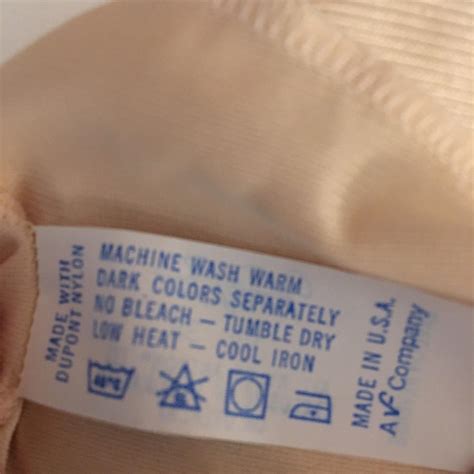 MADE WITH
DUPONT NYLON
MACHINE WASH WARM
DARK COLORS SEPARATELY
NO BLEACH — TUMBLE DRY
LOW HEAT — COOL IRON
MADE IN U.S.A.
AVF Company